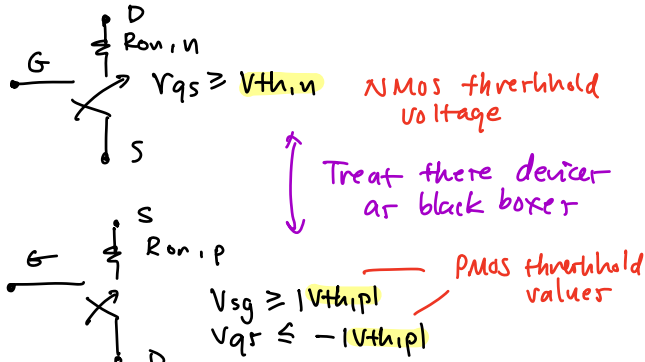 D
Ron,n
G
Vgs ≥ Vth,n
NMOS threshhold
voltage
S
Treat these devices
as black boxes
S
Ron,p
G
PMOS threshhold
values
Vsg ≥ |Vth,p|
Vgs ≤ -|Vth,p|
D